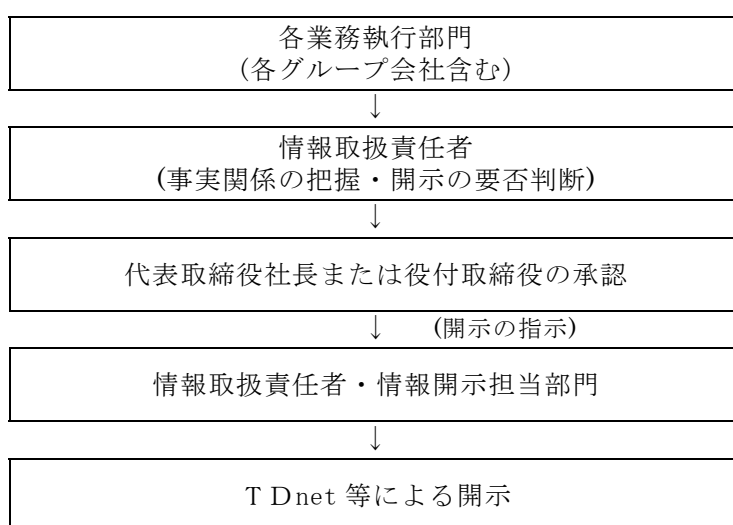 各業務執行部門
(各グループ会社含む)
↓
情報取扱責任者
(事実関係の把握・開示の要否判断)
↓
代表取締役社長または役付取締役の承認
↓ (開示の指示)
情報取扱責任者・情報開示担当部門
↓
ＴＤnet 等による開示